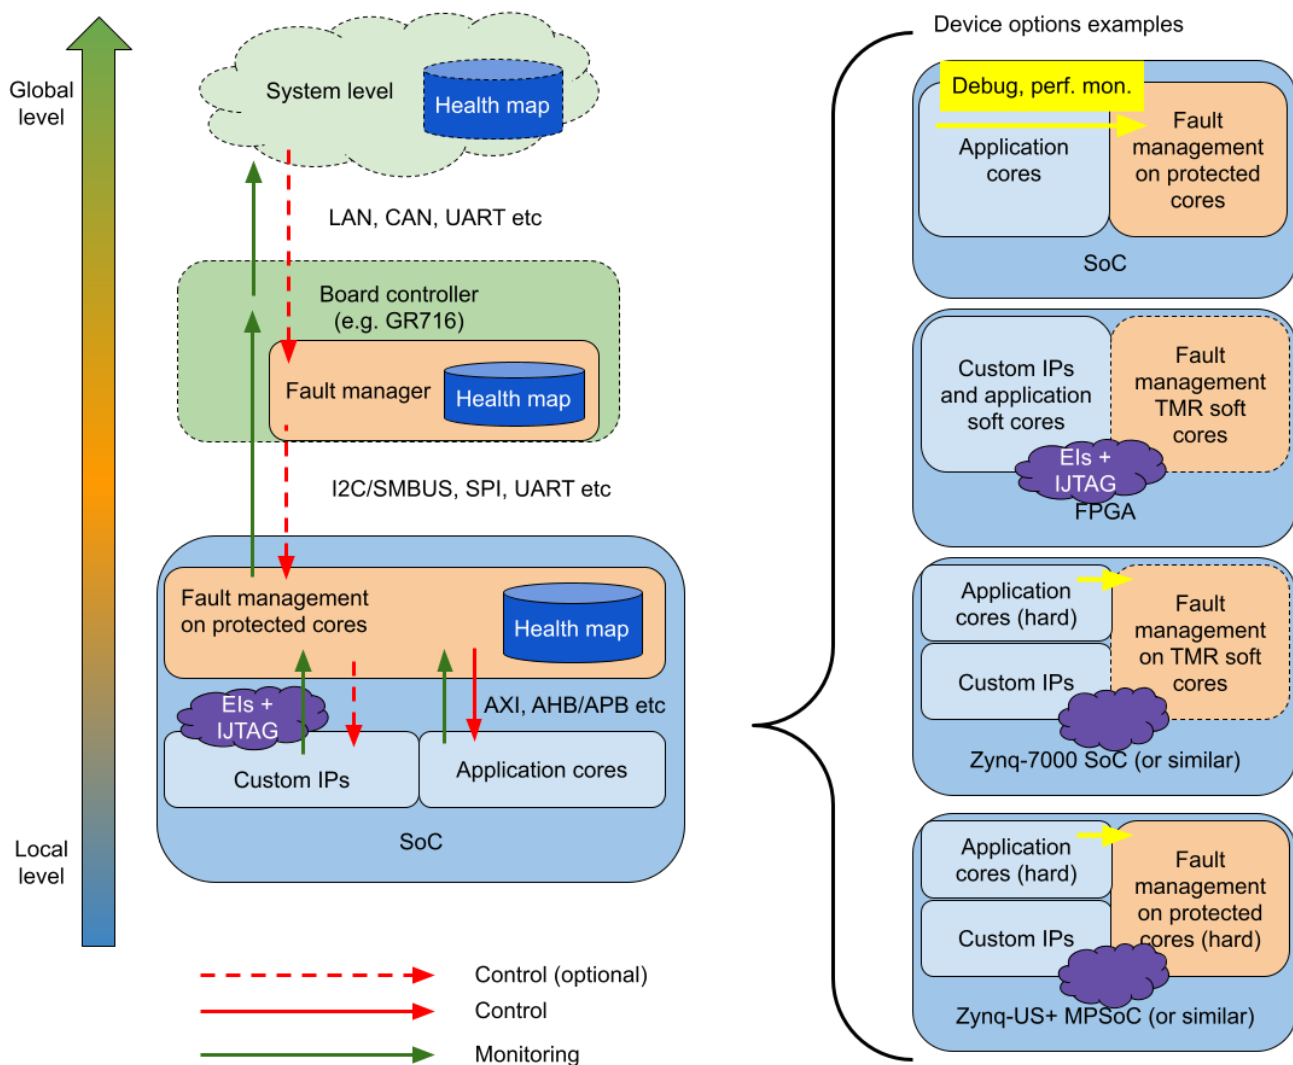 Device options examples
Global
level
System level
Health map
LAN, CAN, UART etc
Board controller
(e.g. GR716)
Fault manager
Health map
I2C/SMBUS, SPI, UART etc
Fault management
on protected cores
Health map
EIs +
IJTAG
AXI, AHB/APB etc
Custom IPs
Application cores
SoC
Local
level
Control (optional)
Control
Monitoring
Debug, perf. mon.
Application
cores
Fault
management
on protected
cores
SoC
Custom IPs
and application
soft cores
Fault
management
TMR soft
cores
EIs +
IJTAG
FPGA
Application
cores (hard)
Custom IPs
Fault
management
on TMR soft
cores
Zynq-7000 SoC (or similar)
Application
cores (hard)
Custom IPs
Fault
management
on protected
cores (hard)
Zynq-US+ MPSoC (or similar)